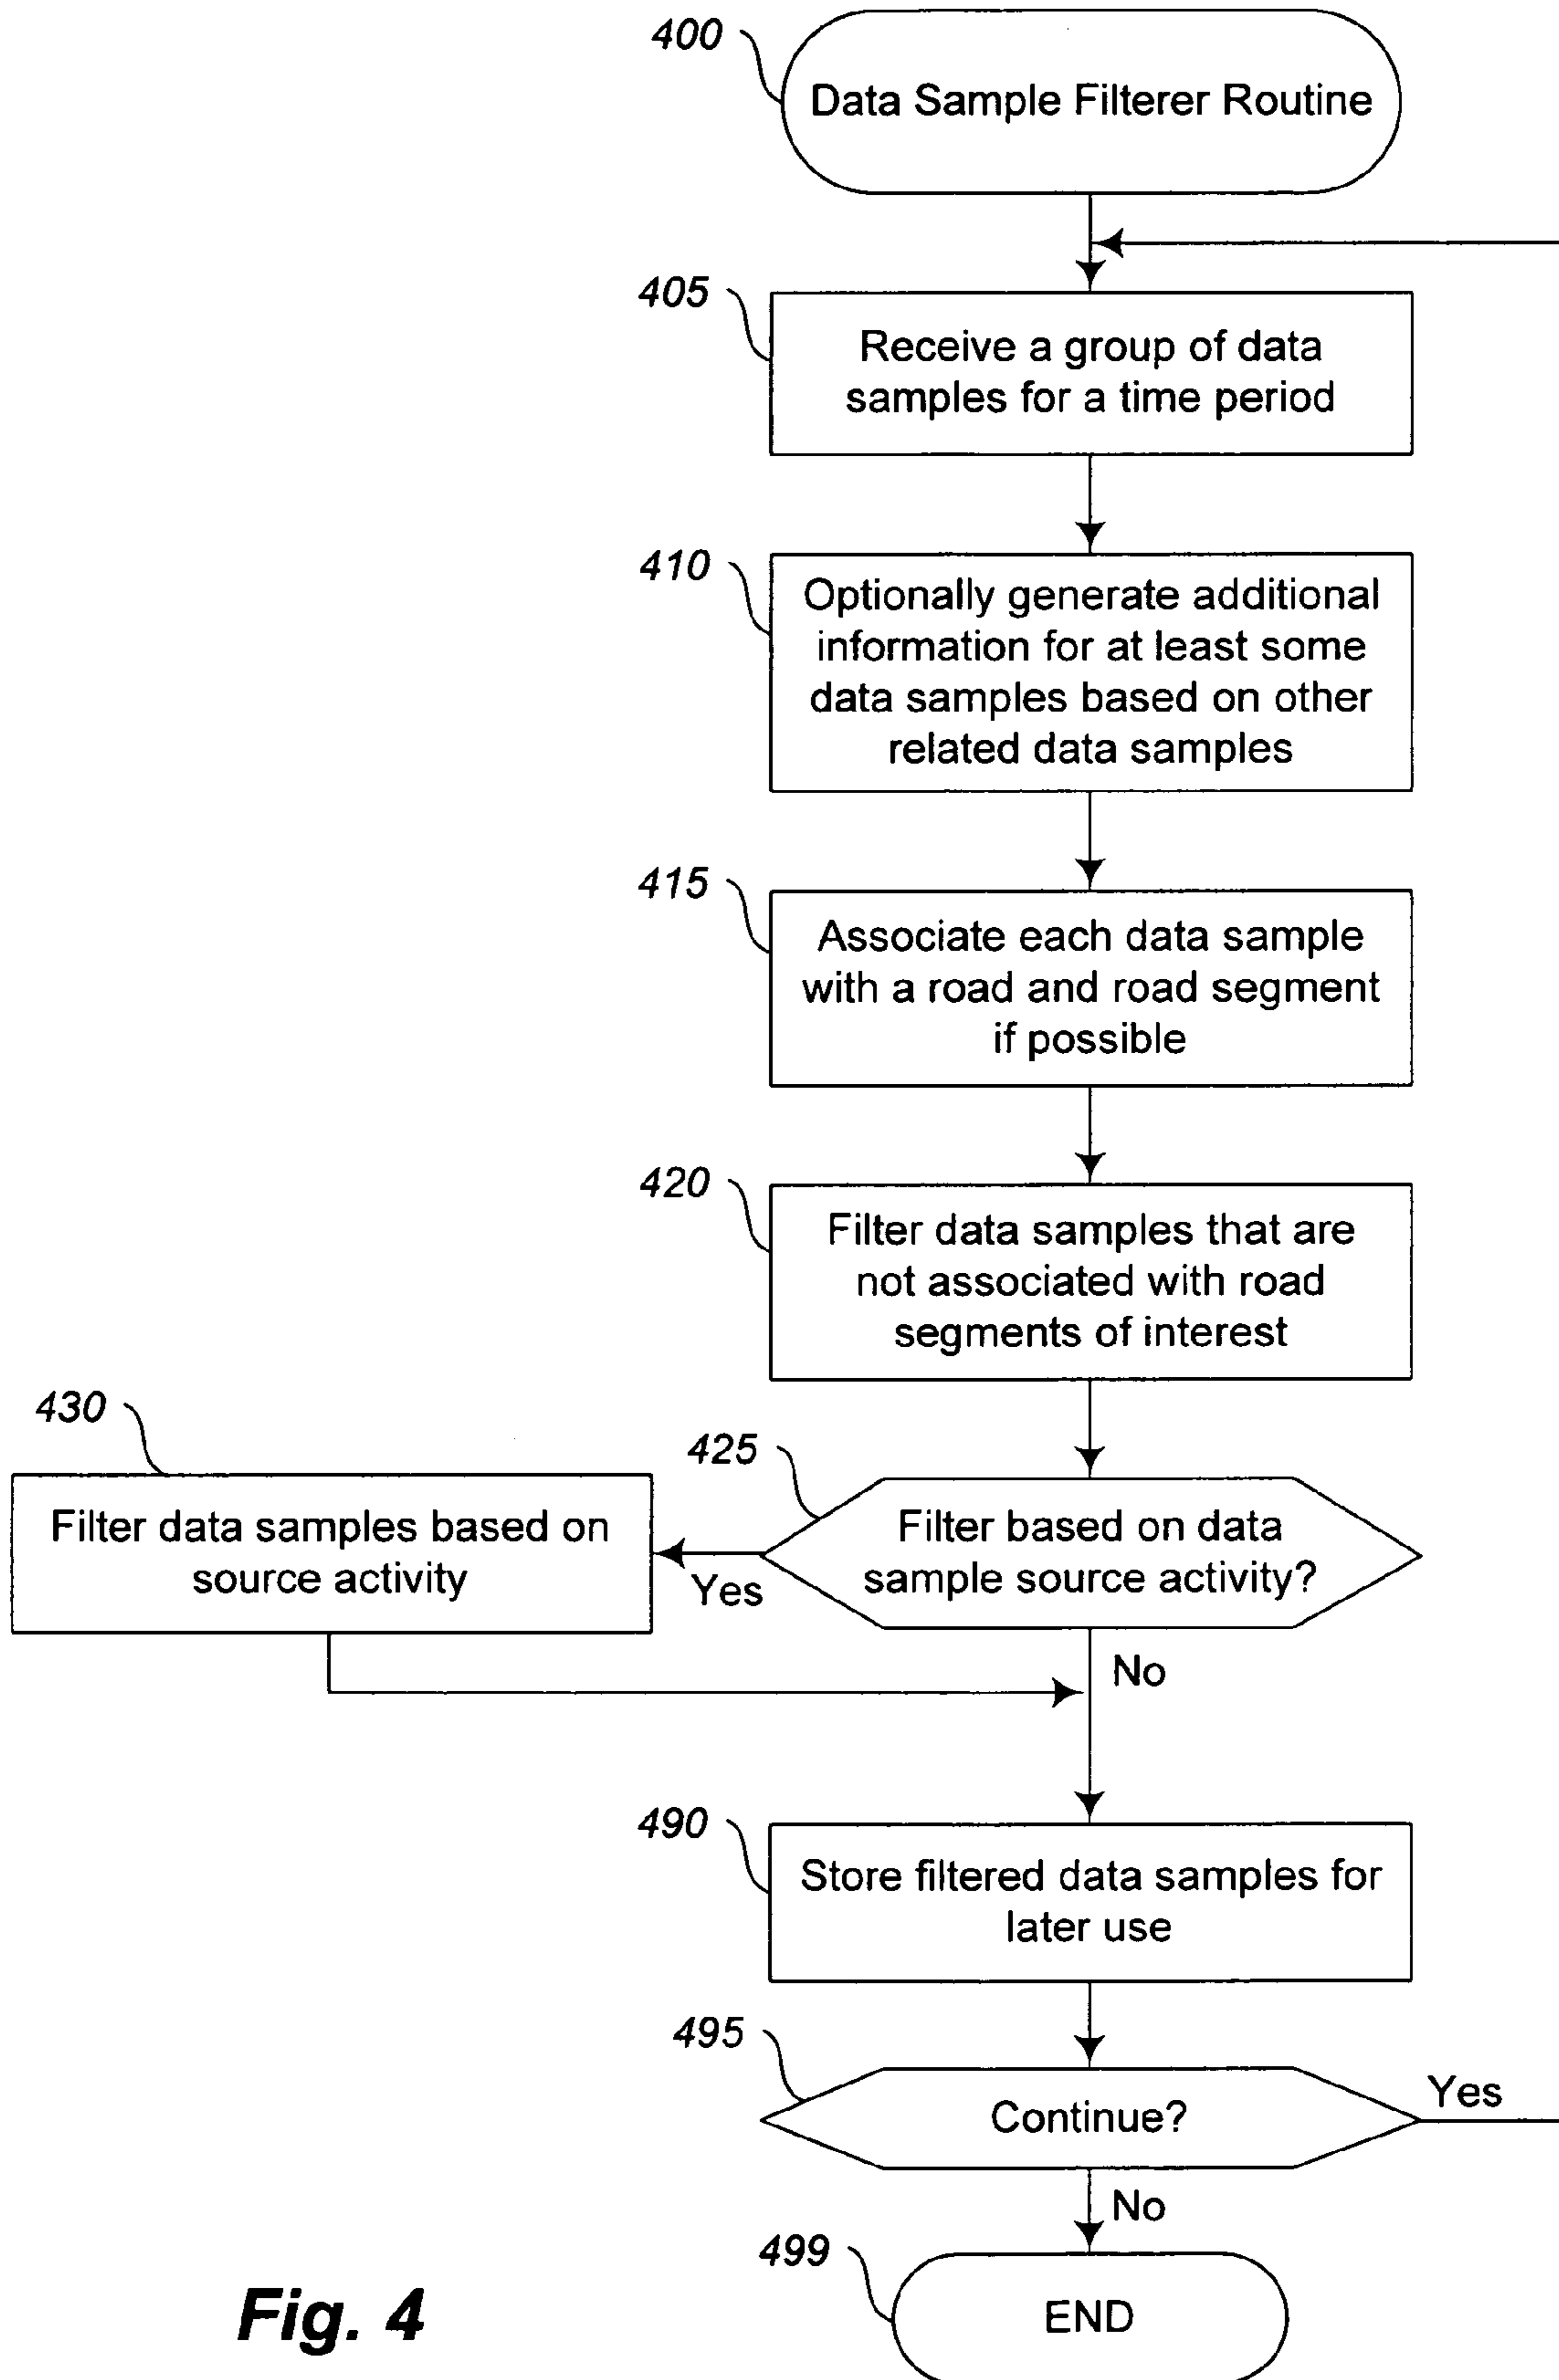 400
Data Sample Filterer Routine
405
Receive a group of data
samples for a time period
410
Optionally generate additional
information for at least some
data samples based on other
related data samples
415
Associate each data sample
with a road and road segment
if possible
420
Filter data samples that are
not associated with road
segments of interest
430
425
Filter data samples based on
source activity
Yes
Filter based on data
sample source activity?
No
490
Store filtered data samples for
later use
495
Continue?
Yes
No
499
END
Fig. 4